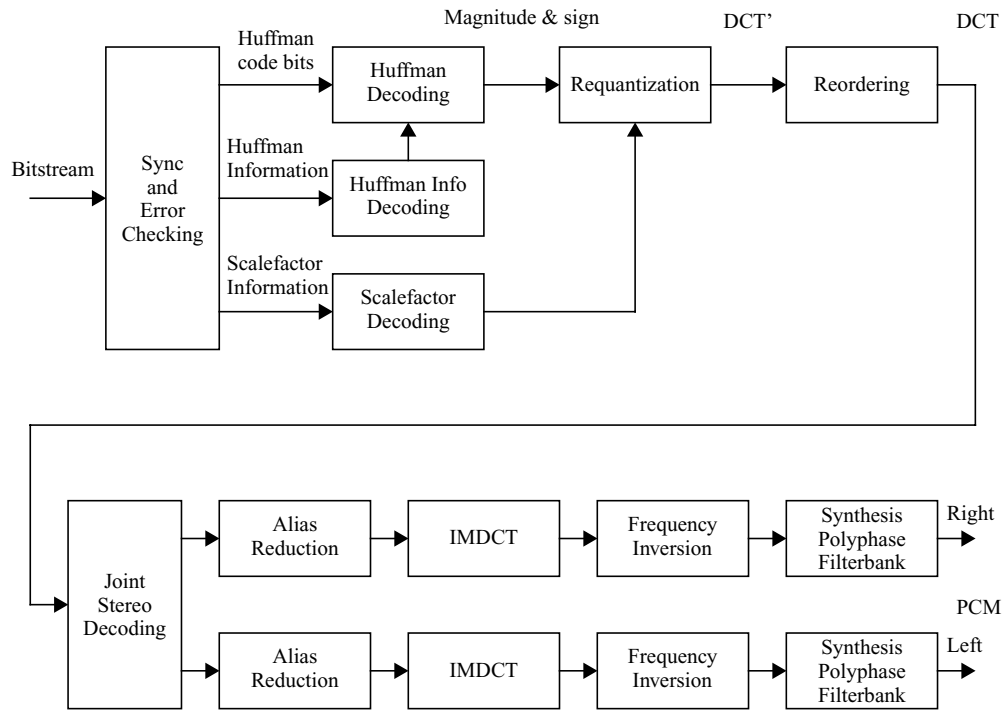 Magnitude & sign
DCT’
DCT
Huffman
code bits
Huffman
Decoding
Requantization
Reordering
Bitstream
Sync
and
Error
Checking
Huffman
Information
Huffman Info
Decoding
Scalefactor
Information
Scalefactor
Decoding
Joint
Stereo
Decoding
Alias
Reduction
IMDCT
Frequency
Inversion
Synthesis
Polyphase
Filterbank
Right
PCM
Alias
Reduction
IMDCT
Frequency
Inversion
Synthesis
Polyphase
Filterbank
Left